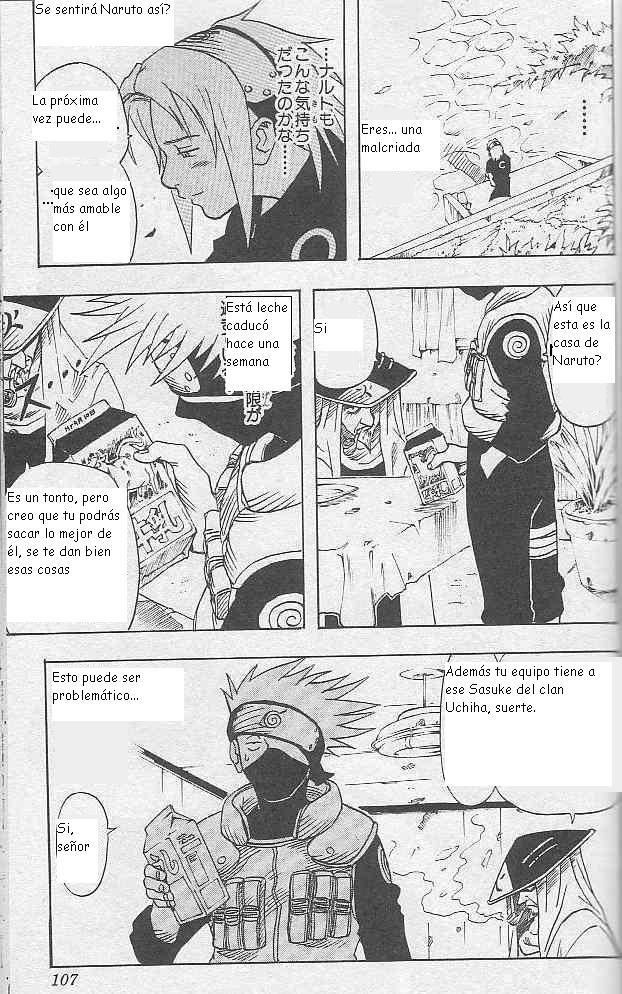 .........
Eres... una
malcriada
…ナルトも
こんな気持ち
だったのかな……
Se sentirá Naruto así?
La próxima
vez puede...
...
que sea algo
más amable
con él
Así que
esta es la
casa de
Naruto?
Si
Está leche
caducó
hace una
semana
限が
Es un tonto, pero
creo que tu podrás
sacar lo mejor de
él, se te dan bien
esas cosas
Además tu equipo tiene a
ese Sasuke del clan
Uchiha, suerte.
Esto puede ser
problemático...
Si,
señor
107